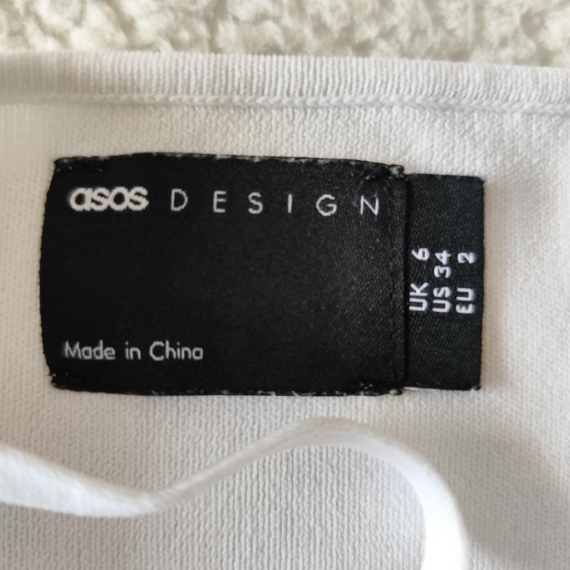 asos DESIGN
Made in China
UK 6
US 34
EU 2